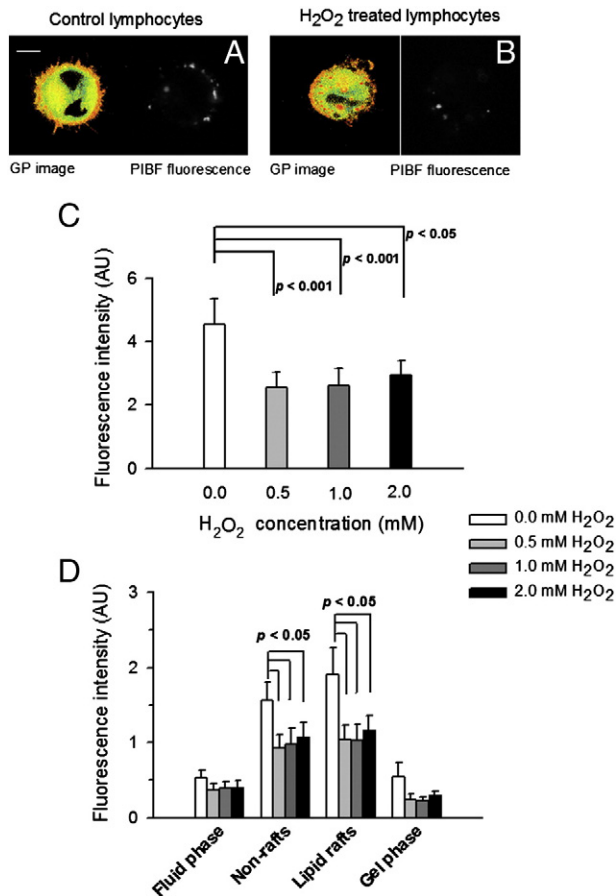 Control lymphocytes
H₂O₂ treated lymphocytes
A
B
GP image
PIBF fluorescence
GP image
PIBF fluorescence
C
p < 0.05
p < 0.001
p < 0.001
Fluorescence intensity (AU)
6
4
2
0
0.0
0.5
1.0
2.0
H₂O₂ concentration (mM)
0.0 mM H₂O₂
0.5 mM H₂O₂
1.0 mM H₂O₂
2.0 mM H₂O₂
D
p < 0.05
p < 0.05
Fluorescence intensity (AU)
3
2
1
0
Fluid phase
Non-rafts
Lipid rafts
Gel phase